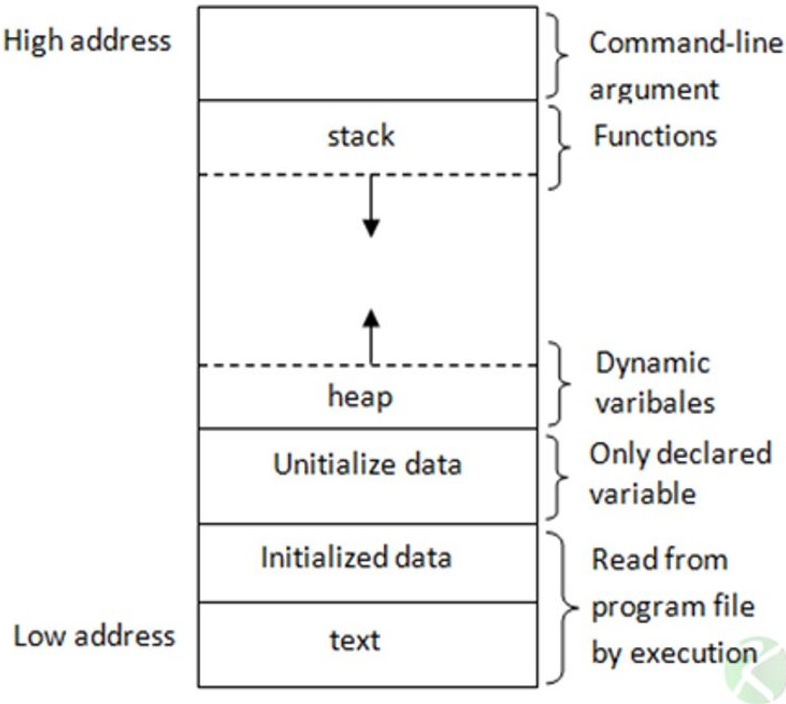 High address
Command-line
argument
stack
Functions
Dynamic
varibales
heap
Unitialize data
Only declared
variable
Initialized data
Read from
program file
by execution
Low address
text